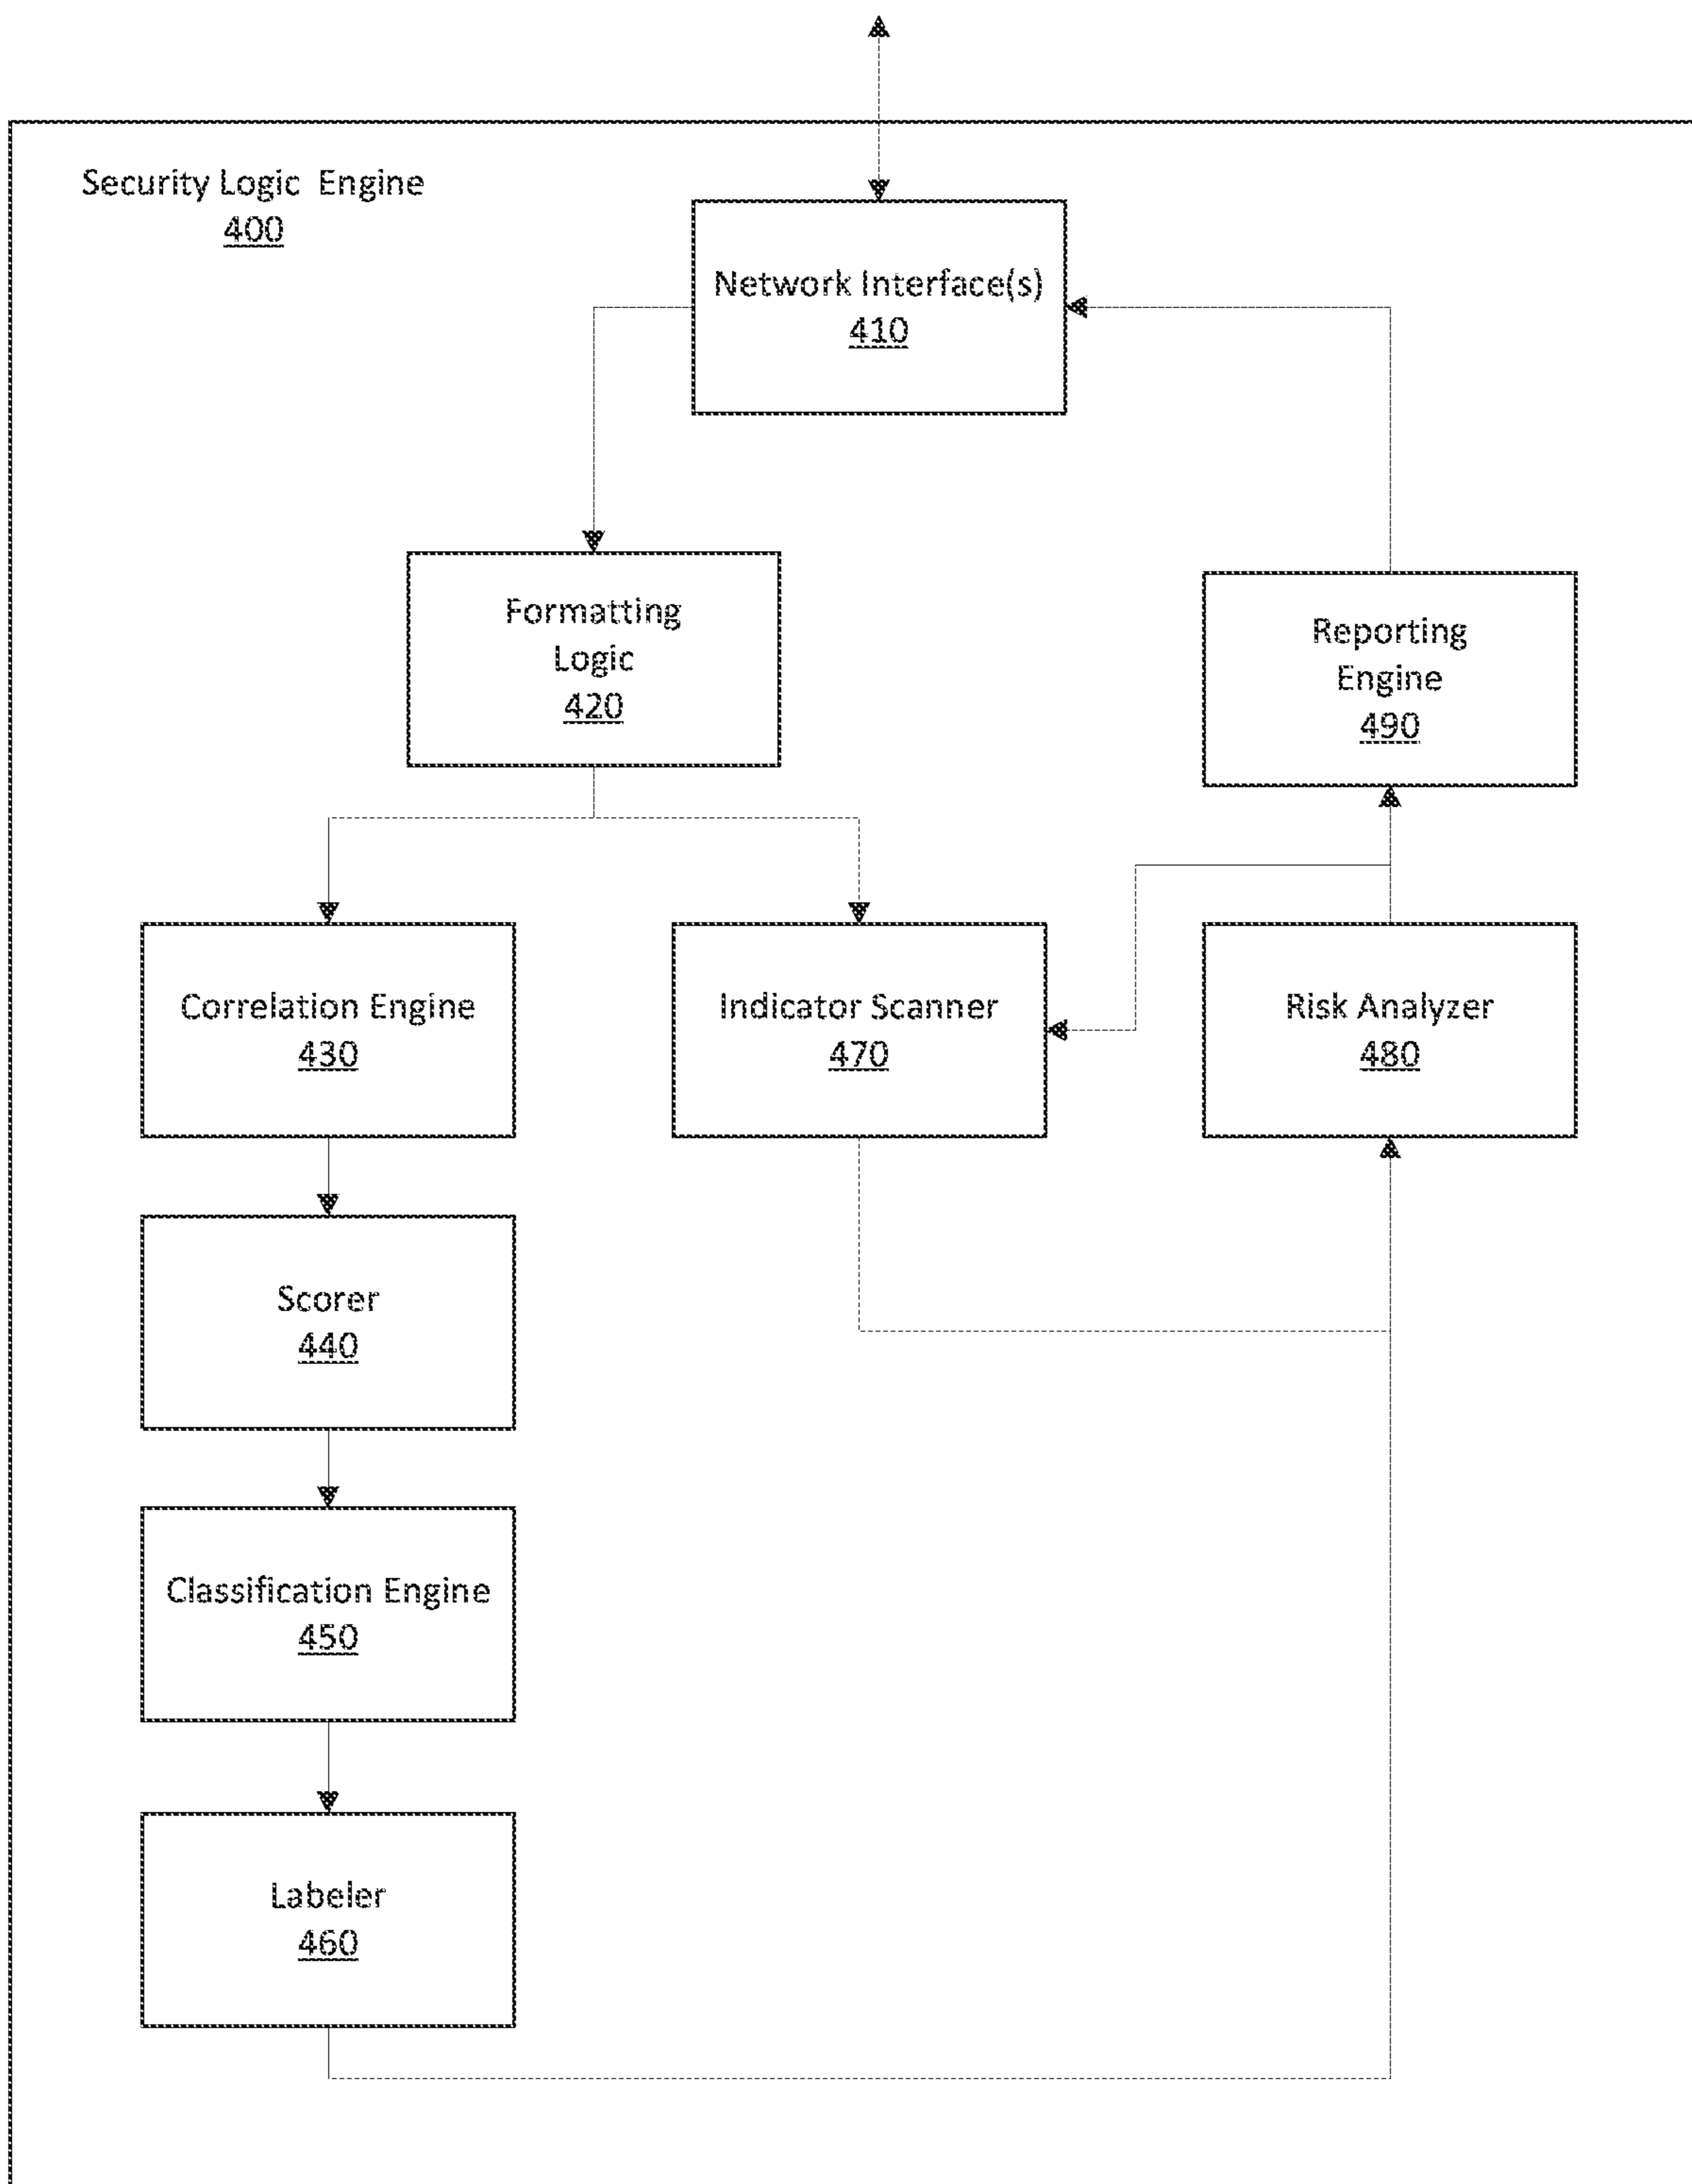 Security Logic Engine
400
Network Interface(s)
410
Formatting
Logic
420
Reporting
Engine
490
Correlation Engine
430
Indicator Scanner
470
Risk Analyzer
480
Scorer
440
Classification Engine
450
Labeler
460